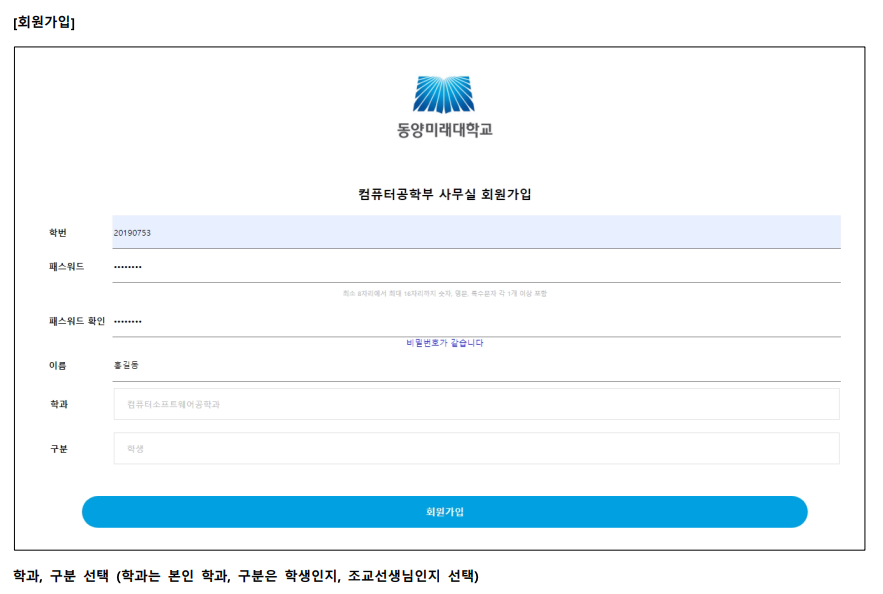 [회원가입]
동양미래대학교
컴퓨터공학부 사무실 회원가입
학번 20190753
패스워드 ••••••••
최소 8자리에서 최대 16자리까지 숫자, 영문, 특수문자 각 1개 이상 포함
패스워드 확인 ••••••••
비밀번호가 같습니다
이름 홍길동
학과 컴퓨터소프트웨어공학과
구분 학생
회원가입
학과, 구분 선택 (학과는 본인 학과, 구분은 학생인지, 조교선생님인지 선택)